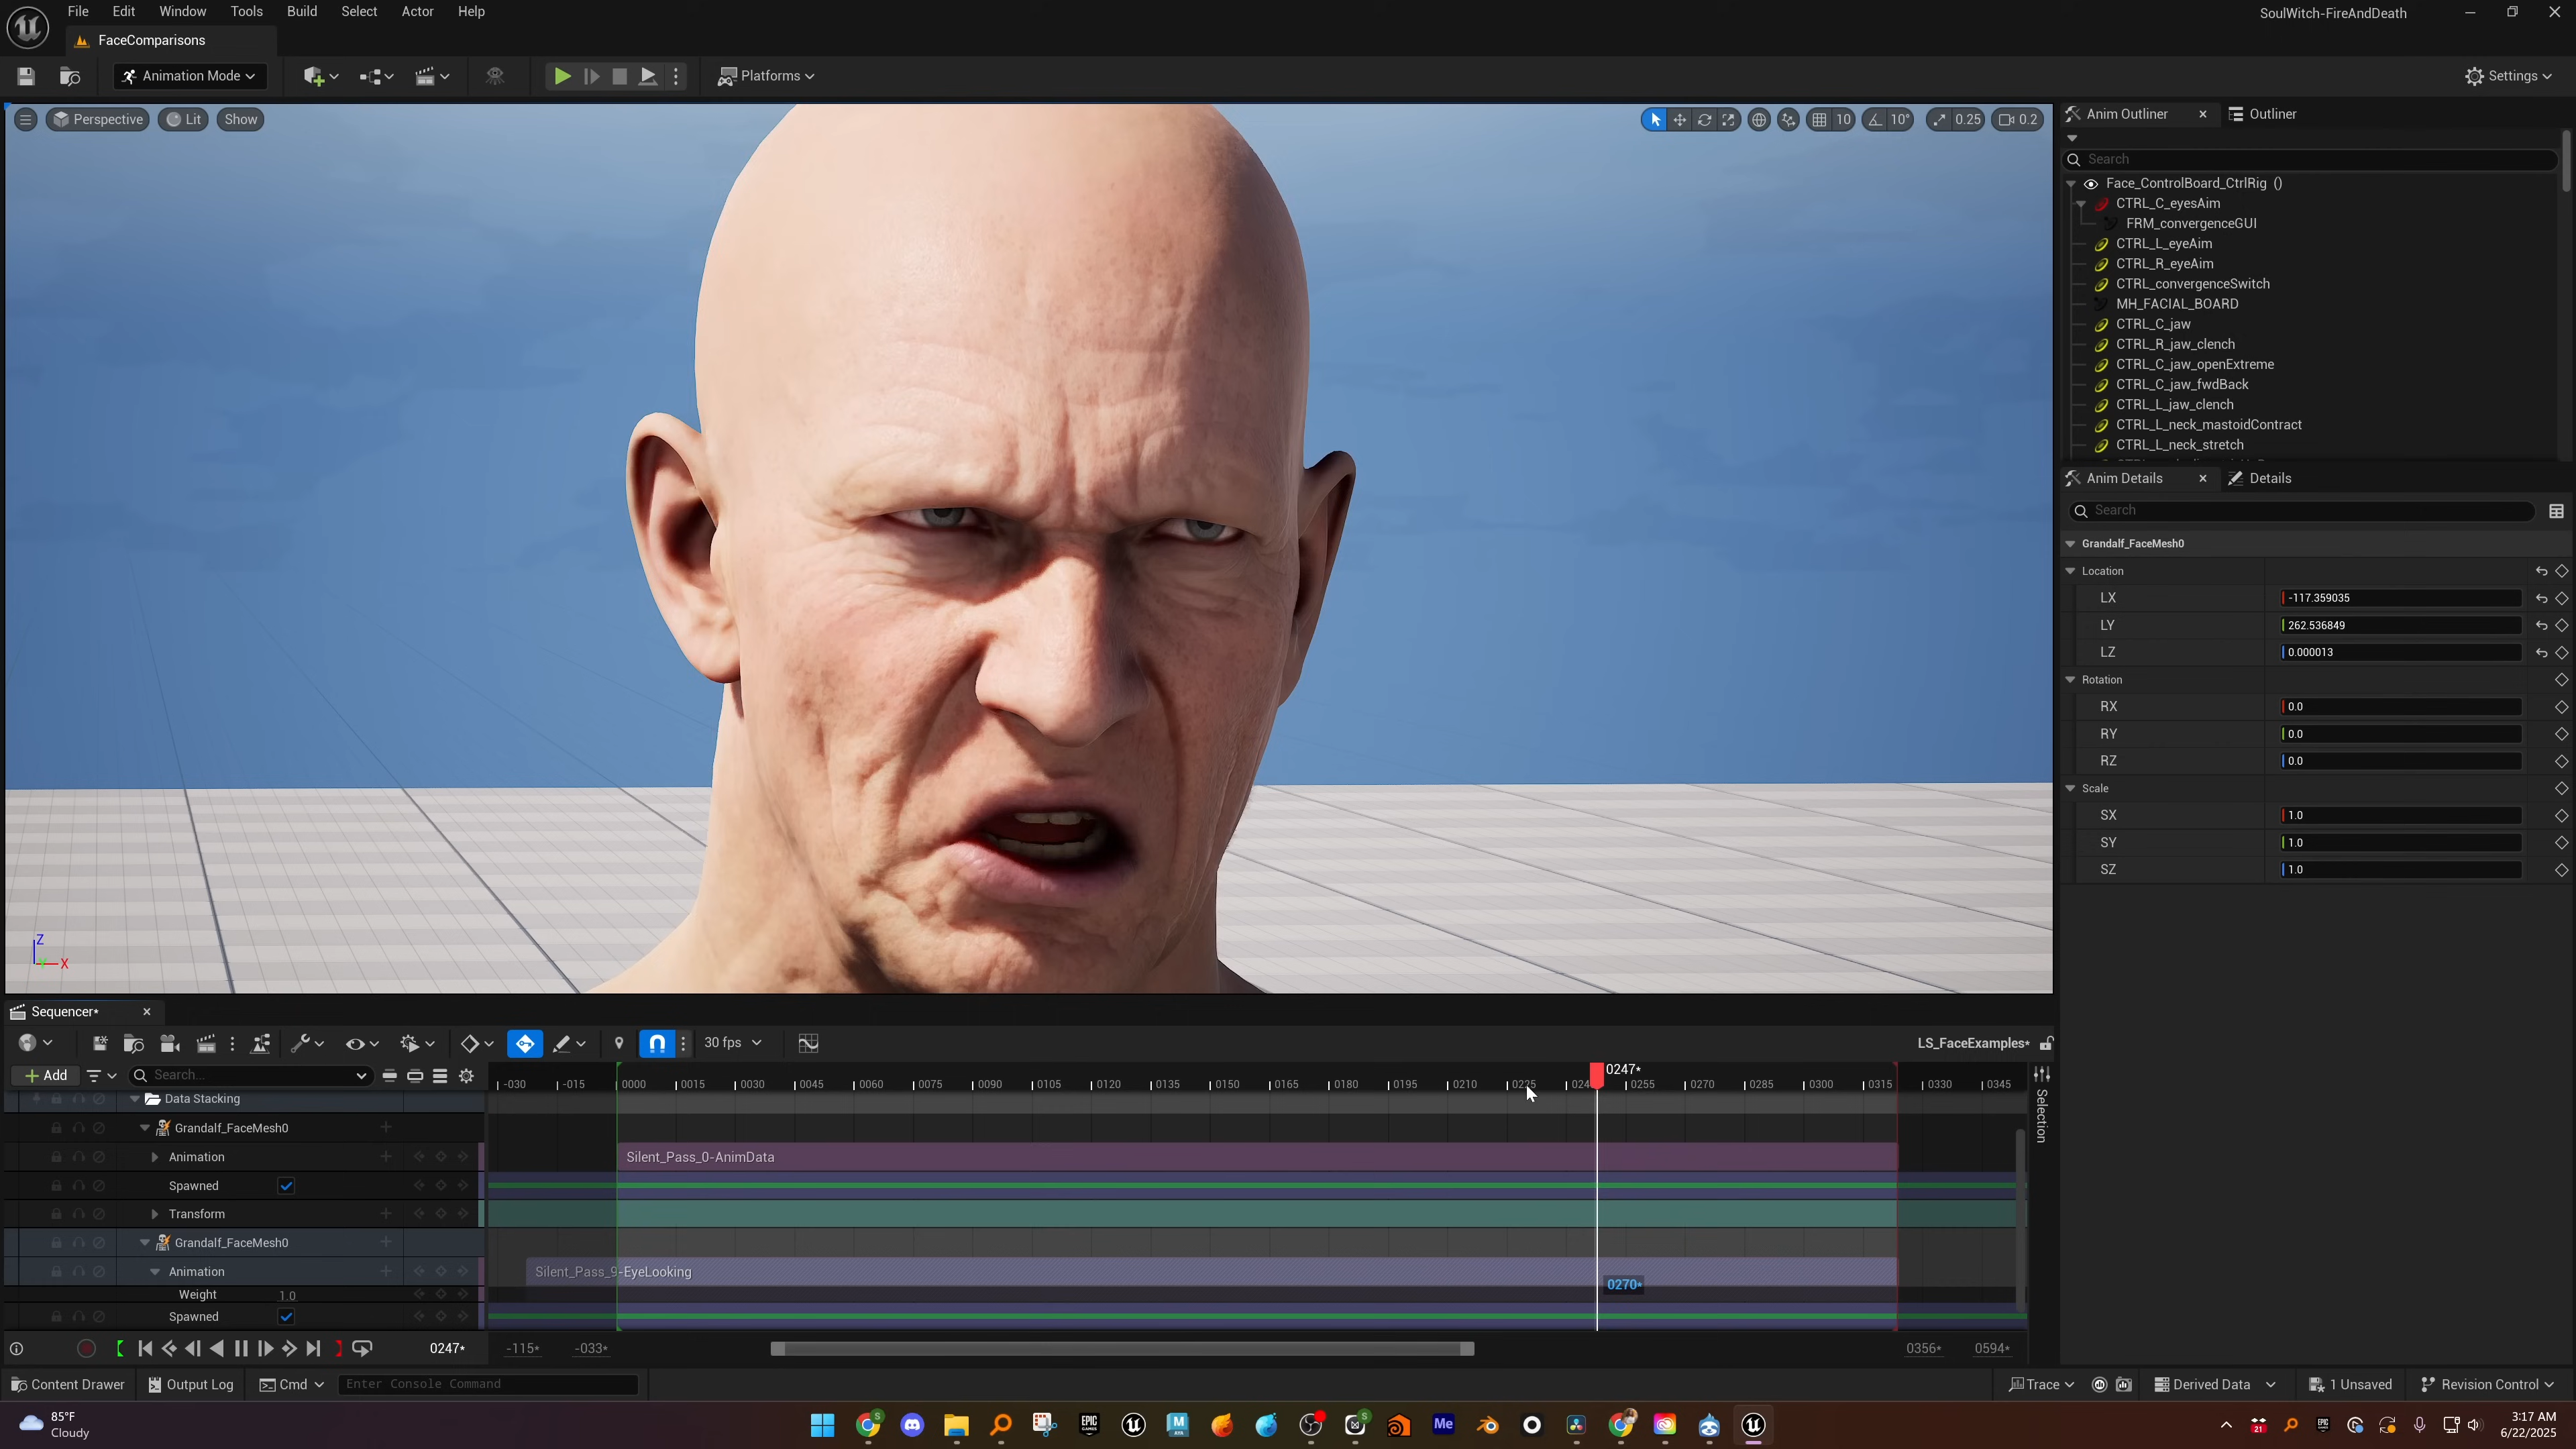 File Edit Window Tools Build Select Actor Help
SoulWitch-FireAndDeath
FaceComparisons
Animation Mode
Platforms
Settings
Perspective Lit Show
10 10° 0.25 0.2
Anim Outliner Outliner
Search
Face_ControlBoard_CtrlRig ()
CTRL_C_eyesAim
FRM_convergenceGUI
CTRL_L_eyeAim
CTRL_R_eyeAim
CTRL_convergenceSwitch
MH_FACIAL_BOARD
CTRL_C_jaw
CTRL_R_jaw_clench
CTRL_C_jaw_openExtreme
CTRL_C_jaw_fwdBack
CTRL_L_jaw_clench
CTRL_L_neck_mastoidContract
CTRL_L_neck_stretch
Anim Details Details
Search
Grandalf_FaceMesh0
Location
LX -117.359035
LY 262.536849
LZ 0.000013
Rotation
RX 0.0
RY 0.0
RZ 0.0
Scale
SX 1.0
SY 1.0
SZ 1.0
Z
X
Sequencer*
30 fps
LS_FaceExamples*
Add Search...
0247*
-030 -015 0000 0015 0030 0045 0060 0075 0090 0105 0120 0135 0150 0165 0180 0195 0210 0225 024 0255 0270 0285 0300 0315 0330 0345
Selection
Data Stacking
Grandalf_FaceMesh0
Animation Silent_Pass_0-AnimData
Spawned
Transform
Grandalf_FaceMesh0
Animation Silent_Pass_9-EyeLooking
Weight 1.0
0270*
Spawned
0247* -115* -033* 0356* 0594*
Content Drawer Output Log Cmd Enter Console Command
Trace Derived Data 1 Unsaved Revision Control
85°F
Cloudy
3:17 AM
6/22/2025